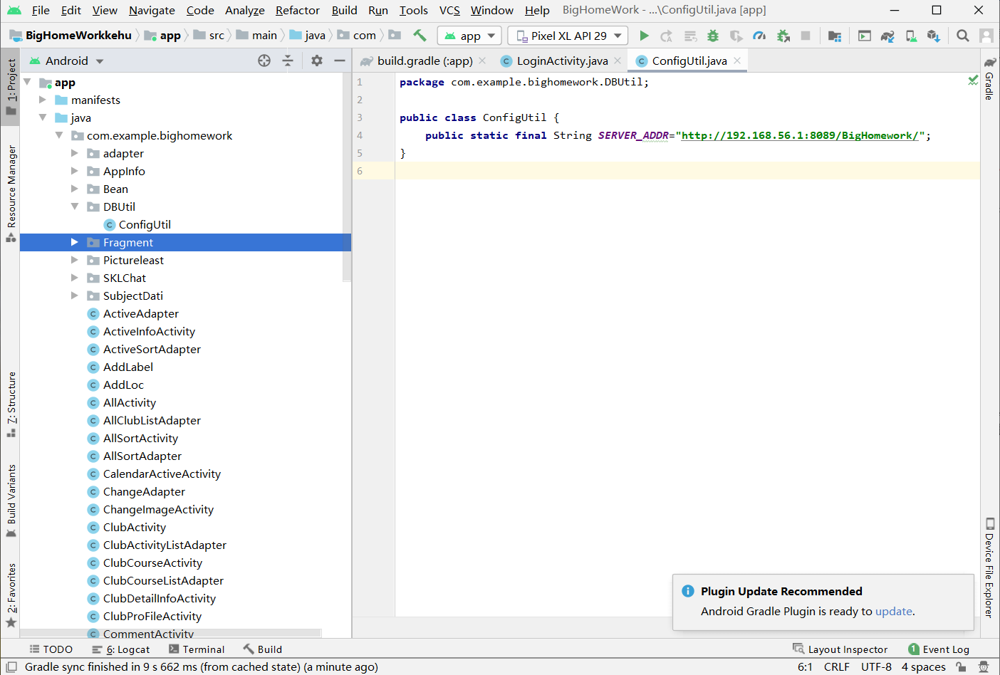 File Edit View Navigate Code Analyze Refactor Build Run Tools VCS Window Help BigHomeWork - ...\ConfigUtil.java [app]
BigHomeWorkkehu app src main java com app Pixel XL API 29
Android
build.gradle (:app) LoginActivity.java ConfigUtil.java
1: Project
Resource Manager
Z: Structure
Build Variants
2: Favorites
app
manifests
java
com.example.bighomework
adapter
AppInfo
Bean
DBUtil
ConfigUtil
Fragment
Pictureleast
SKLChat
SubjectDati
ActiveAdapter
ActiveInfoActivity
ActiveSortAdapter
AddLabel
AddLoc
AllActivity
AllClubListAdapter
AllSortActivity
AllSortAdapter
CalendarActiveActivity
ChangeAdapter
ChangeImageActivity
ClubActivity
ClubActivityListAdapter
ClubCourseActivity
ClubCourseListAdapter
ClubDetailInfoActivity
ClubProFileActivity
CommentActivity
1 package com.example.bighomework.DBUtil;
2
3 public class ConfigUtil {
4 public static final String SERVER_ADDR="http://192.168.56.1:8089/BigHomework/";
5 }
6
Gradle
Device File Explorer
Plugin Update Recommended
Android Gradle Plugin is ready to update.
TODO 6: Logcat Terminal Build Layout Inspector 1 Event Log
Gradle sync finished in 9 s 662 ms (from cached state) (a minute ago) 6:1 CRLF UTF-8 4 spaces